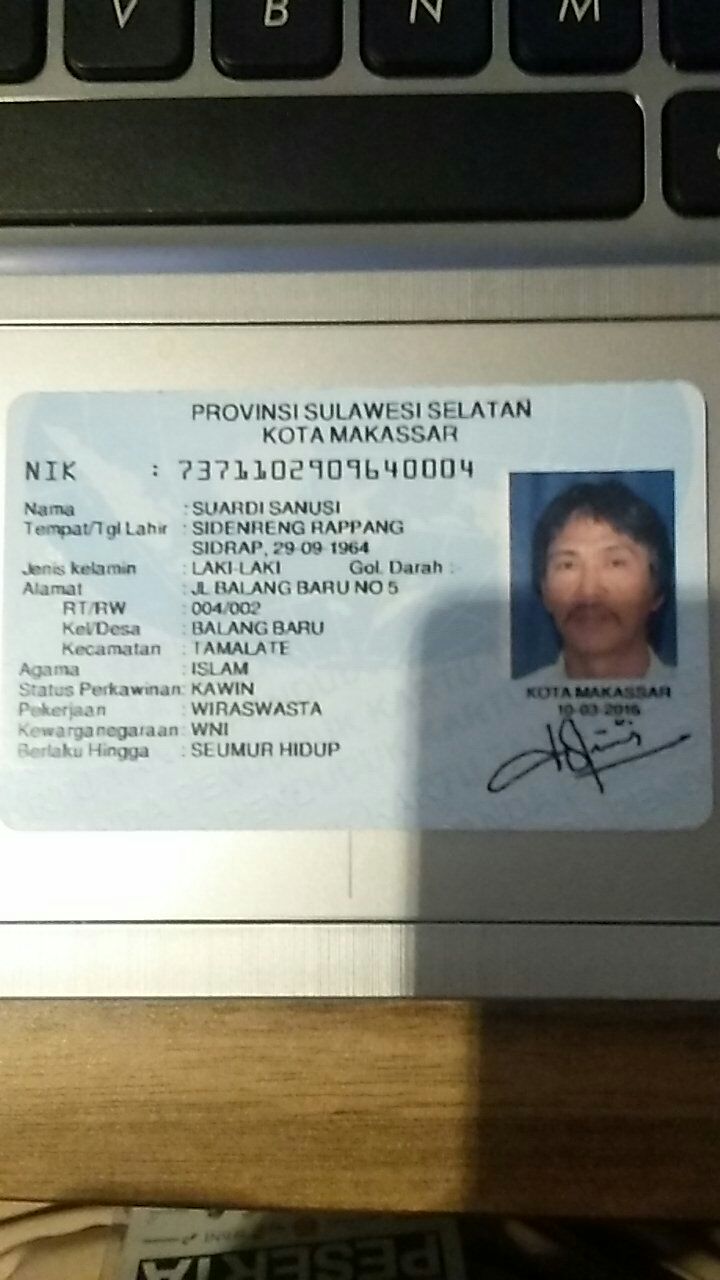 V B N M
PROVINSI SULAWESI SELATAN
KOTA MAKASSAR
NIK : 7371102909640004
Nama : SUARDI SANUSI
Tempat/Tgl Lahir : SIDENRENG RAPPANG
SIDRAP, 29-09-1964
Jenis kelamin : LAKI-LAKI Gol. Darah : -
Alamat : JL BALANG BARU NO 5
RT/RW : 004/002
Kel/Desa : BALANG BARU
Kecamatan : TAMALATE
Agama : ISLAM
Status Perkawinan: KAWIN
Pekerjaan : WIRASWASTA
Kewarganegaraan: WNI
Berlaku Hingga : SEUMUR HIDUP
KOTA MAKASSAR
10-03-2016
PESERTA